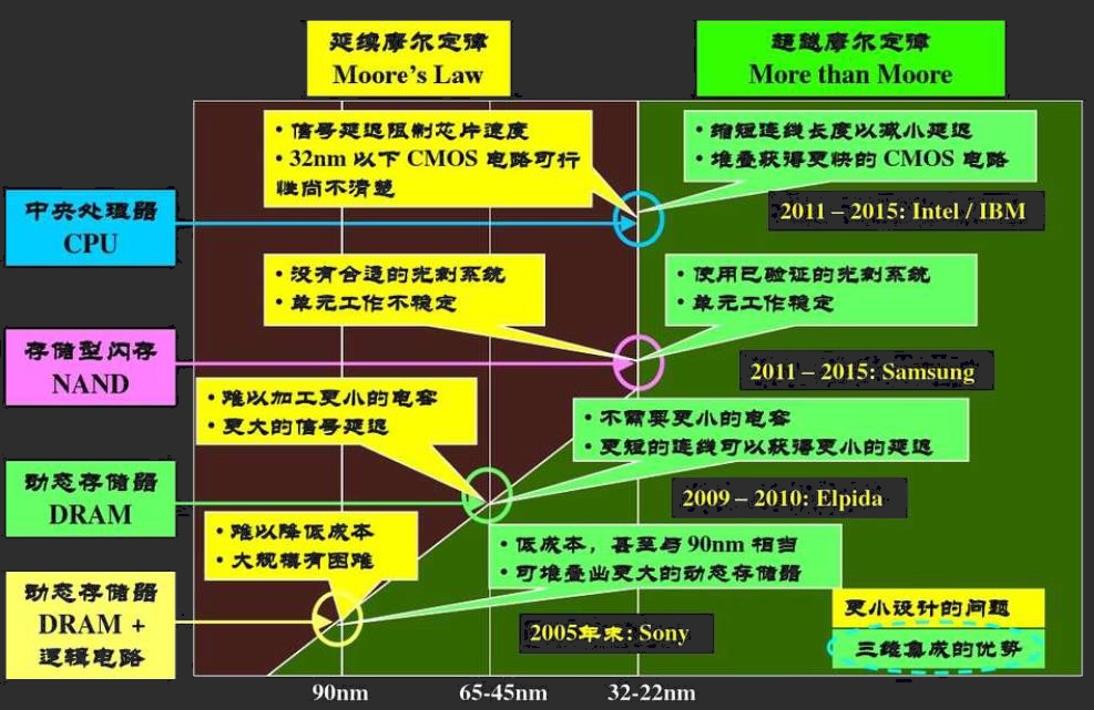 延续摩尔定律
Moore's Law
超越摩尔定律
More than Moore
• 信号延迟限制芯片速度
• 32nm 以下 CMOS 电路可行
性尚不清楚
• 缩短连线长度以减小延迟
• 堆叠获得更快的 CMOS 电路
中央处理器
CPU
2011 – 2015: Intel / IBM
• 没有合适的光刻系统
• 单元工作不稳定
• 使用已验证的光刻系统
• 单元工作稳定
存储型闪存
NAND
2011 – 2015: Samsung
• 难以加工更小的电容
• 更大的信号延迟
• 不需要更小的电容
• 更短的连线可以获得更小的延迟
动态存储器
DRAM
2009 – 2010: Elpida
• 难以降低成本
• 大规模有困难
• 低成本，甚至与 90nm 相当
• 可堆叠出更大的动态存储器
动态存储器
DRAM +
逻辑电路
2005年末: Sony
更小设计的问题
三维集成的优势
90nm
65-45nm
32-22nm